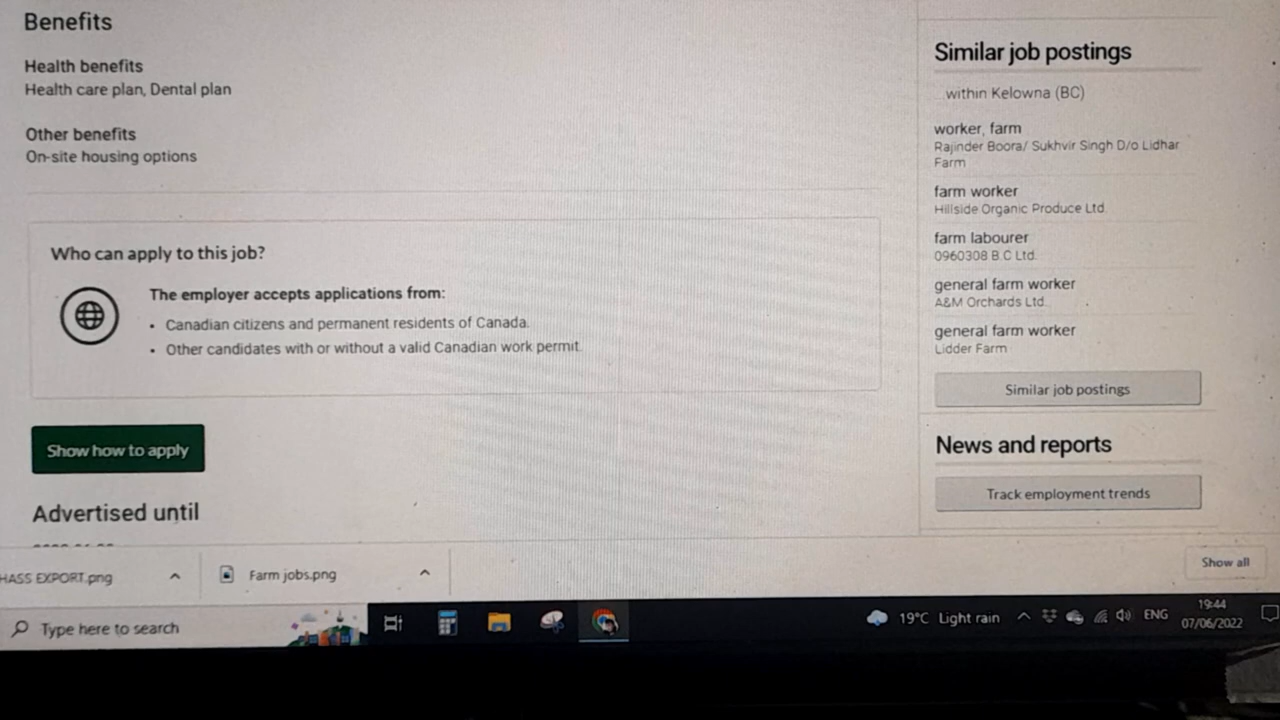 Benefits
Health benefits
Health care plan, Dental plan
Other benefits
On-site housing options
Who can apply to this job?
The employer accepts applications from:
• Canadian citizens and permanent residents of Canada.
• Other candidates with or without a valid Canadian work permit.
Show how to apply
Advertised until
Similar job postings
...within Kelowna (BC)
worker, farm
Rajinder Boora/ Sukhvir Singh D/o Lidhar
Farm
farm worker
Hillside Organic Produce Ltd.
farm labourer
0960308 B.C Ltd.
general farm worker
A&M Orchards Ltd.
general farm worker
Lidder Farm
Similar job postings
News and reports
Track employment trends
HASS EXPORT.png
Farm jobs.png
Show all
Type here to search
19°C Light rain
ENG
19:44
07/06/2022